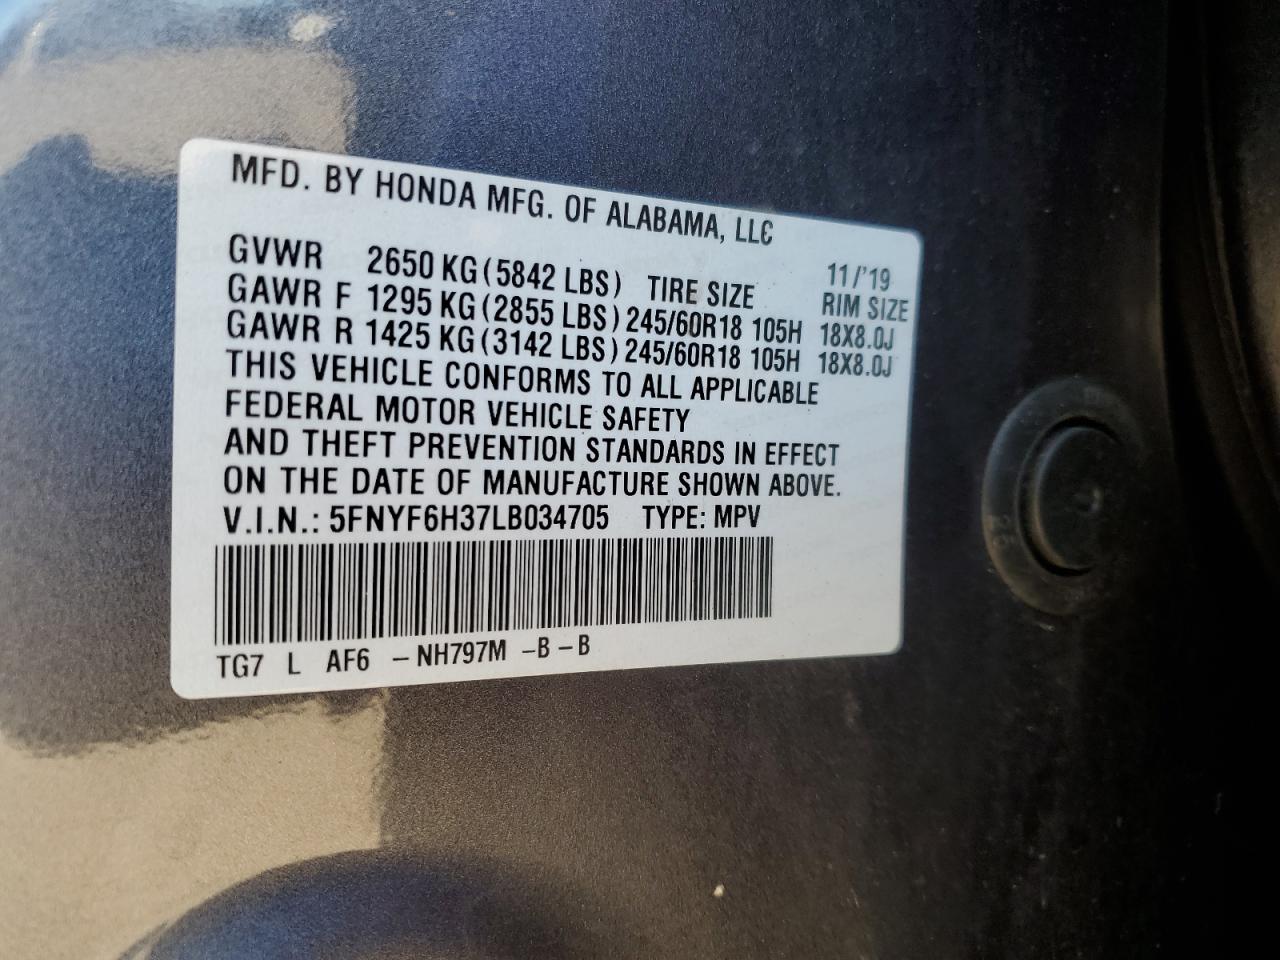 MFD. BY HONDA MFG. OF ALABAMA, LLC
11/'19
GVWR 2650 KG (5842 LBS) TIRE SIZE RIM SIZE
GAWR F 1295 KG (2855 LBS) 245/60R18 105H 18X8.0J
GAWR R 1425 KG (3142 LBS) 245/60R18 105H 18X8.0J
THIS VEHICLE CONFORMS TO ALL APPLICABLE
FEDERAL MOTOR VEHICLE SAFETY
AND THEFT PREVENTION STANDARDS IN EFFECT
ON THE DATE OF MANUFACTURE SHOWN ABOVE.
V.I.N.: 5FNYF6H37LB034705 TYPE: MPV
TG7 L AF6 – NH797M –B –B